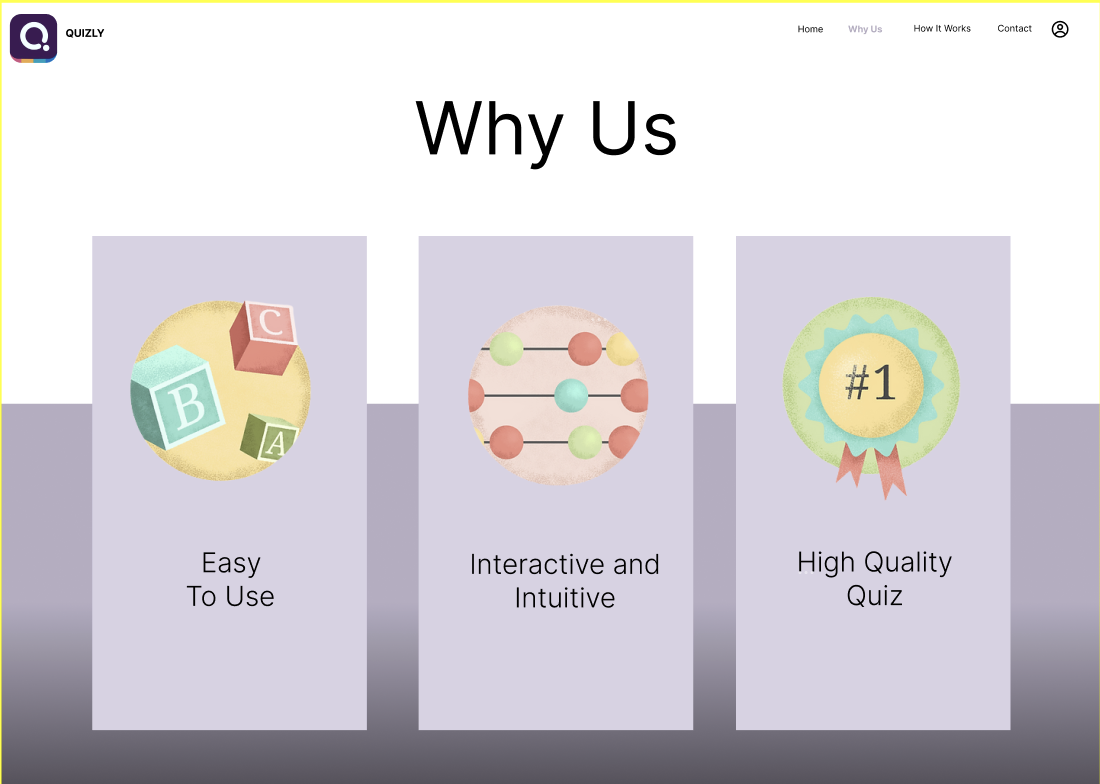 QUIZLY
Home Why Us How It Works Contact
Why Us
C
B
A
#1
Easy
To Use
Interactive and
Intuitive
High Quality
Quiz